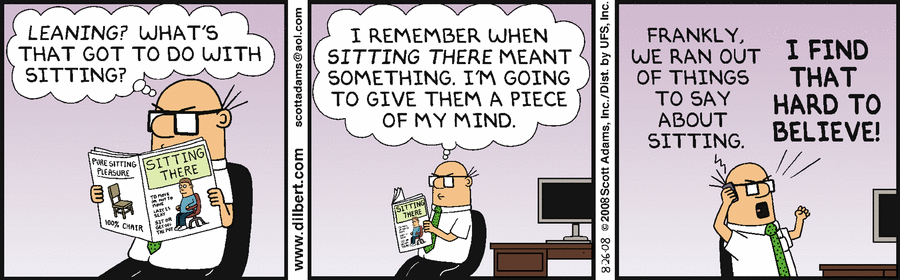 LEANING? WHAT'S
THAT GOT TO DO WITH
SITTING?
PURE SITTING
PLEASURE
100% CHAIR
SITTING
THERE
www.dilbert.com
scottadams@aol.com
I REMEMBER WHEN
SITTING THERE MEANT
SOMETHING. I'M GOING
TO GIVE THEM A PIECE
OF MY MIND.
SITTING
THERE
8-26-08 © 2008 Scott Adams, Inc./Dist. by UFS, Inc.
FRANKLY,
WE RAN OUT
OF THINGS
TO SAY
ABOUT
SITTING.
I FIND
THAT
HARD TO
BELIEVE!